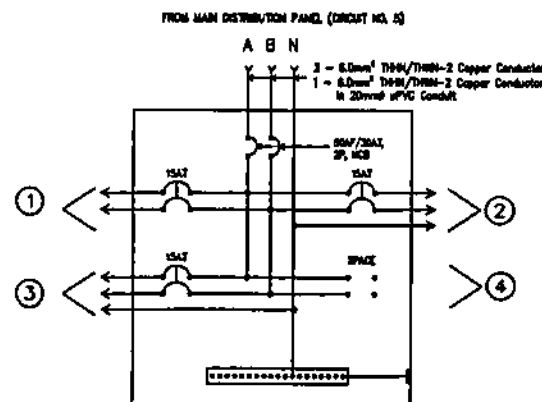 FROM MAIN DISTRIBUTION PANEL (CIRCUIT NO. 5)
A B N
2 - 6.0mm² THHN/THWN-2 Copper Conductor
1 - 6.0mm² THHN/THWN-2 Copper Conductor
in 20mmø uPVC Conduit
2P, MCB
15AT
15AT
1
2
15AT
SPACE
3
4